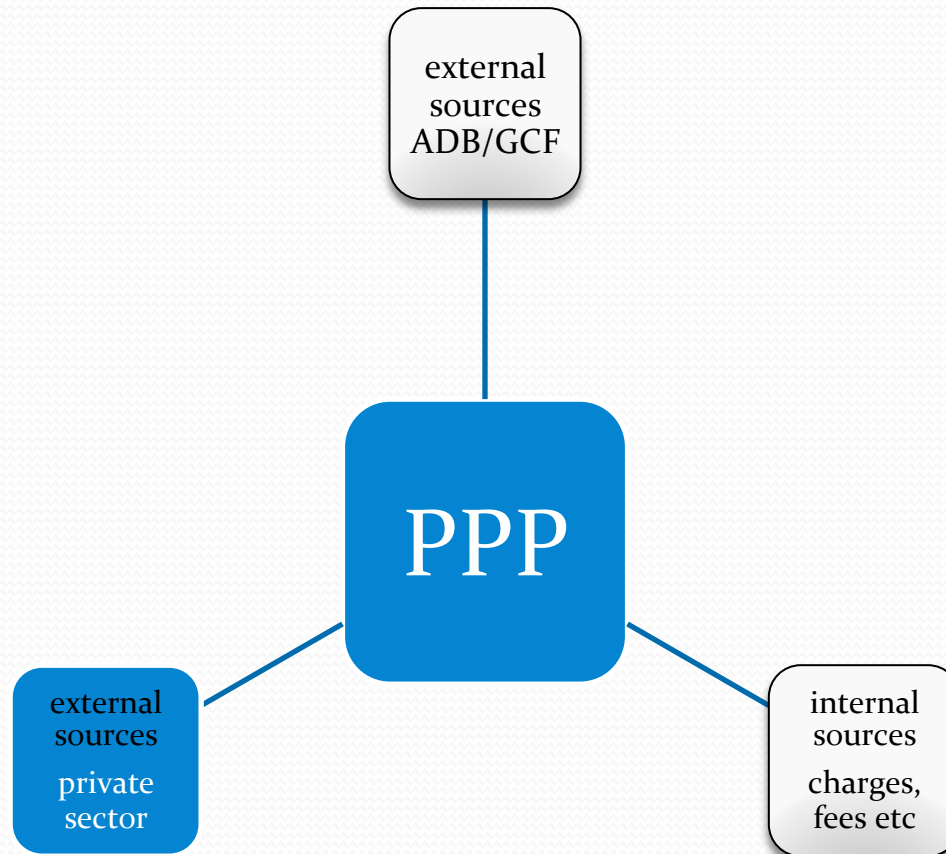 external
sources
ADB/GCF
PPP
external
sources
private
sector
internal
sources
charges,
fees etc